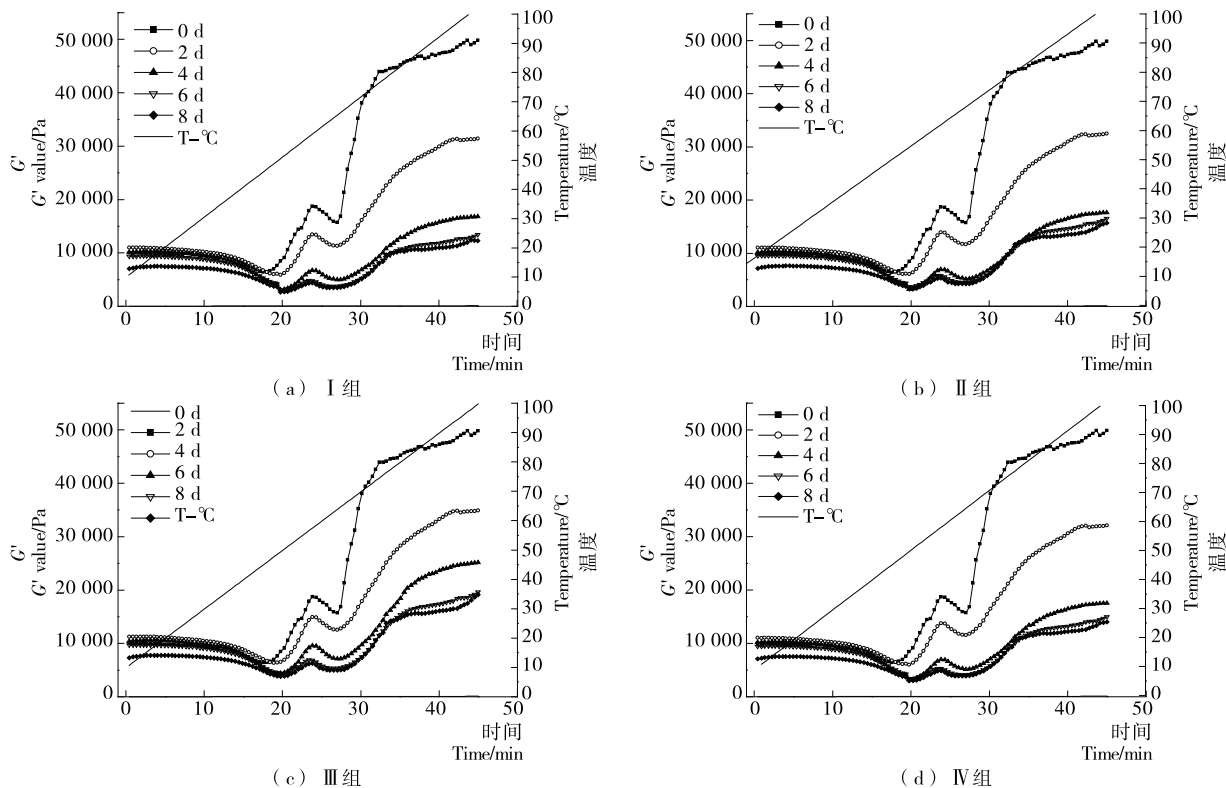 50 000
40 000
30 000
20 000
10 000
0
G'
G' value/Pa
0 d
2 d
4 d
6 d
8 d
T–℃
100
90
80
70
60
50
40
30
20
10
0
Temperature/℃
温度
0
10
20
30
40
50
时间
Time/min
(a) Ⅰ组
50 000
40 000
30 000
20 000
10 000
0
G'
G' value/Pa
0 d
2 d
4 d
6 d
8 d
T–℃
100
90
80
70
60
50
40
30
20
10
0
Temperature/℃
温度
0
10
20
30
40
50
时间
Time/min
(b) Ⅱ组
50 000
40 000
30 000
20 000
10 000
0
G'
G' value/Pa
0 d
2 d
4 d
6 d
8 d
T–℃
100
90
80
70
60
50
40
30
20
10
0
Temperature/℃
温度
0
10
20
30
40
50
时间
Time/min
(c) Ⅲ组
50 000
40 000
30 000
20 000
10 000
0
G'
G' value/Pa
0 d
2 d
4 d
6 d
8 d
T–℃
100
90
80
70
60
50
40
30
20
10
0
Temperature/℃
温度
0
10
20
30
40
50
时间
Time/min
(d) Ⅳ组